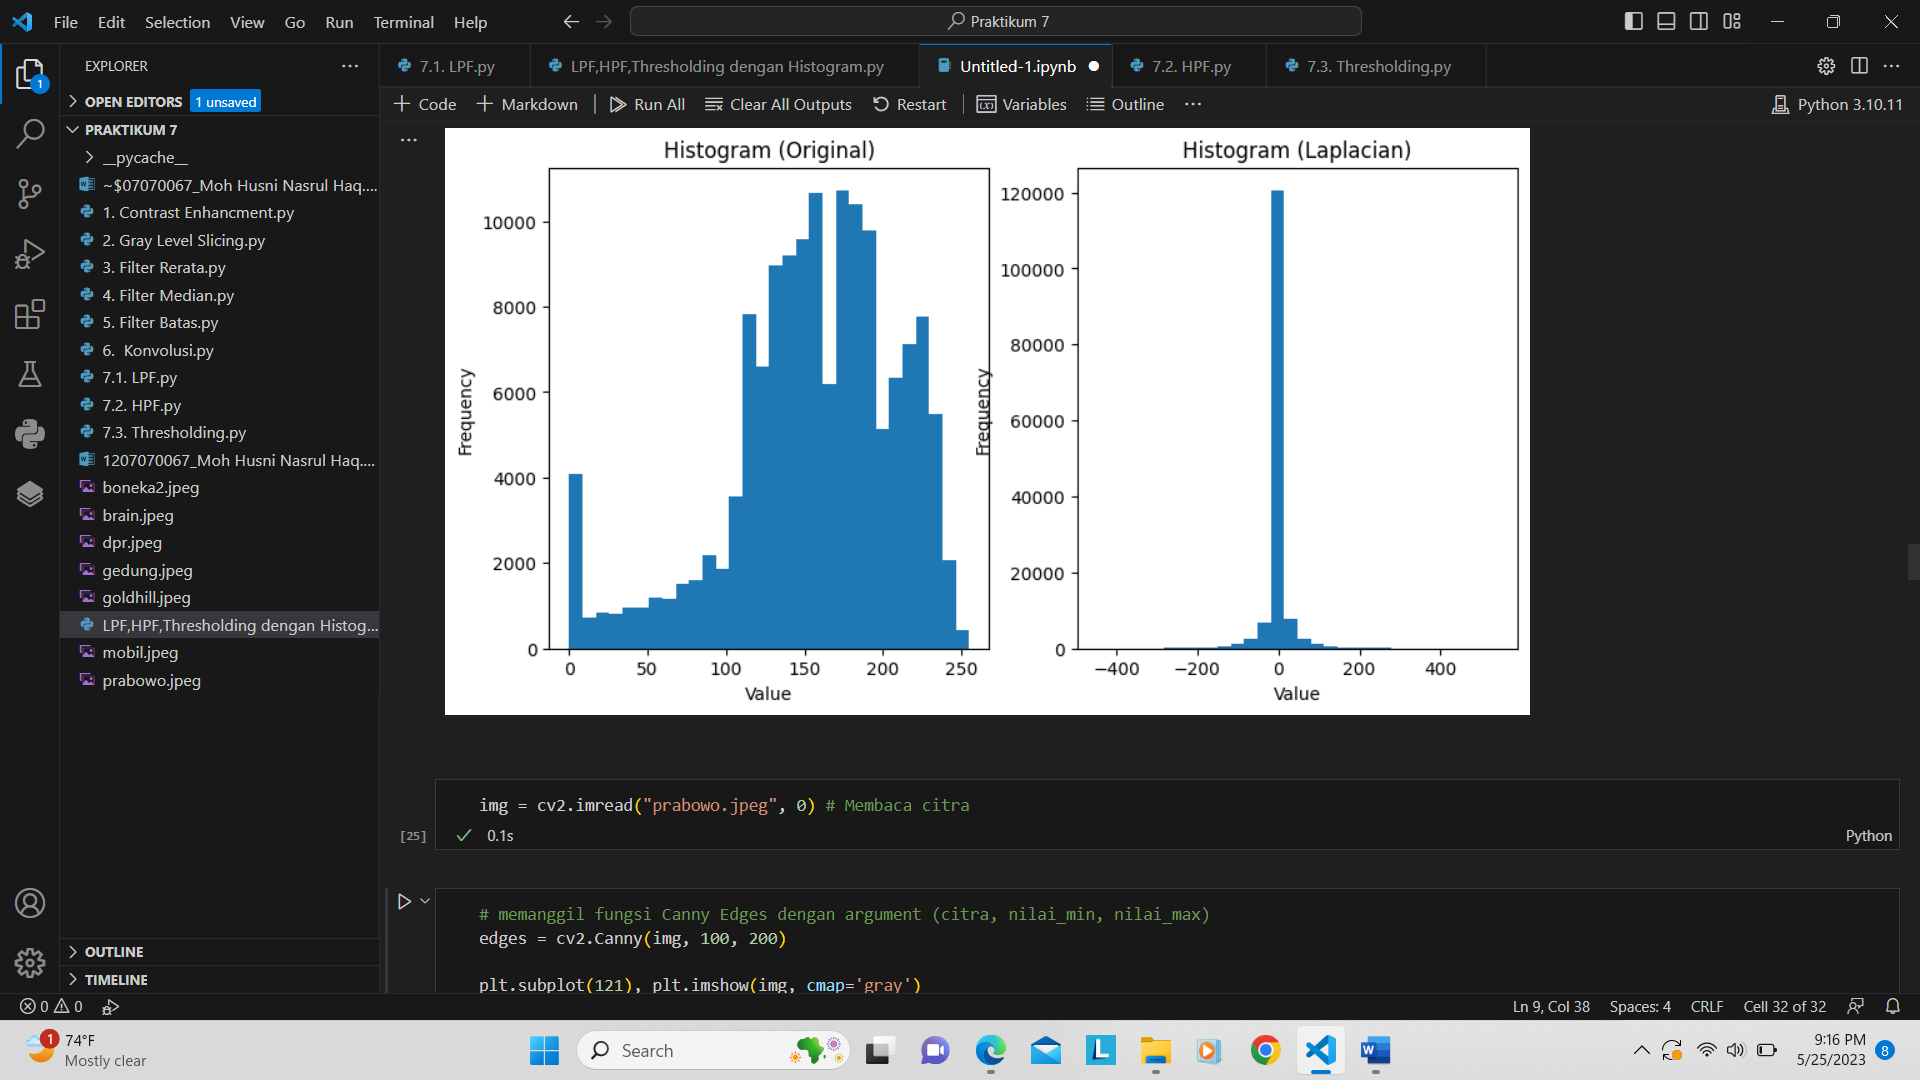 File Edit Selection View Go Run Terminal Help
Praktikum 7
EXPLORER
OPEN EDITORS 1 unsaved
PRAKTIKUM 7
__pycache__
~$07070067_Moh Husni Nasrul Haq....
1. Contrast Enhancment.py
2. Gray Level Slicing.py
3. Filter Rerata.py
4. Filter Median.py
5. Filter Batas.py
6. Konvolusi.py
7.1. LPF.py
7.2. HPF.py
7.3. Thresholding.py
1207070067_Moh Husni Nasrul Haq....
boneka2.jpeg
brain.jpeg
dpr.jpeg
gedung.jpeg
goldhill.jpeg
LPF,HPF,Thresholding dengan Histog...
mobil.jpeg
prabowo.jpeg
OUTLINE
TIMELINE
1
7.1. LPF.py LPF,HPF,Thresholding dengan Histogram.py Untitled-1.ipynb 7.2. HPF.py 7.3. Thresholding.py
+ Code + Markdown Run All Clear All Outputs Restart Variables Outline ... Python 3.10.11
Histogram (Original)
Frequency
10000
8000
6000
4000
2000
0
0 50 100 150 200 250
Value
Histogram (Laplacian)
Frequency
120000
100000
80000
60000
40000
20000
0
−400 −200 0 200 400
Value
img = cv2.imread("prabowo.jpeg", 0) # Membaca citra
[25] 0.1s Python
# memanggil fungsi Canny Edges dengan argument (citra, nilai_min, nilai_max)
edges = cv2.Canny(img, 100, 200)
plt.subplot(121), plt.imshow(img, cmap='gray')
0 0 Ln 9, Col 38 Spaces: 4 CRLF Cell 32 of 32
1 74°F
Mostly clear
Search
9:16 PM
5/25/2023 8